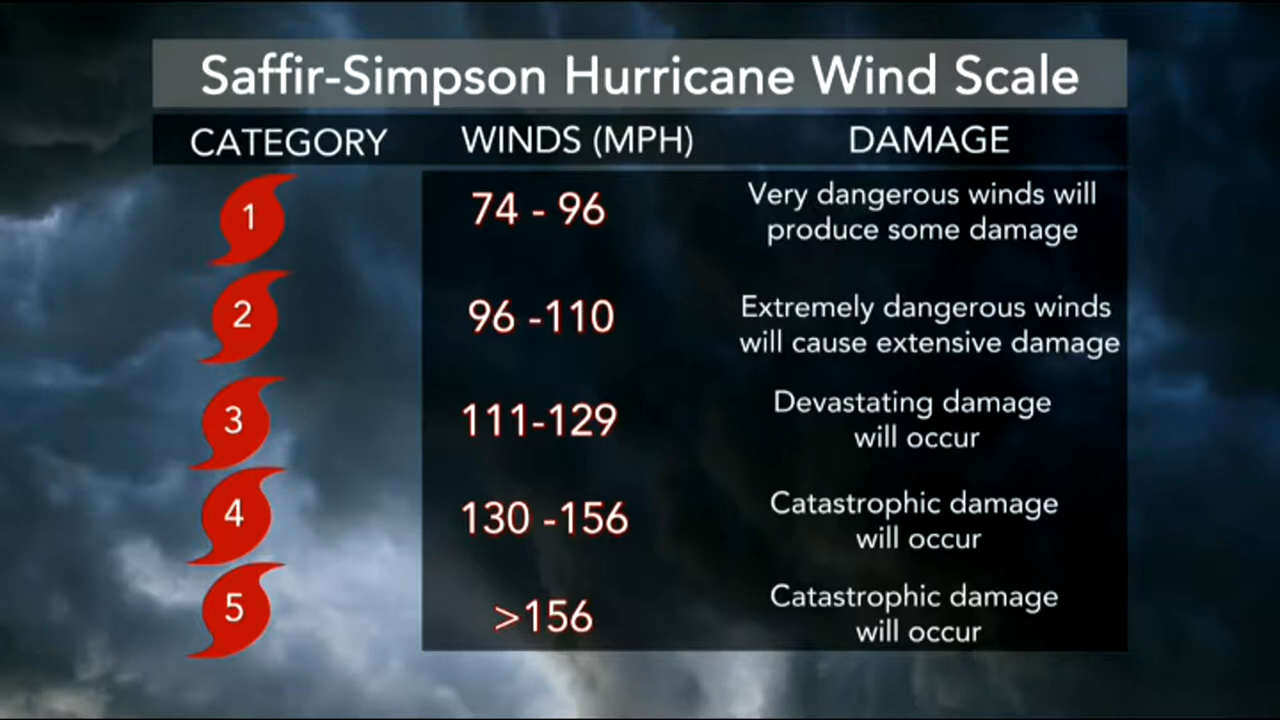 Saffir-Simpson Hurricane Wind Scale
CATEGORY WINDS (MPH) DAMAGE
1 74 - 96 Very dangerous winds will
produce some damage
2 96 -110 Extremely dangerous winds
will cause extensive damage
3 111-129 Devastating damage
will occur
4 130 -156 Catastrophic damage
will occur
5 >156 Catastrophic damage
will occur